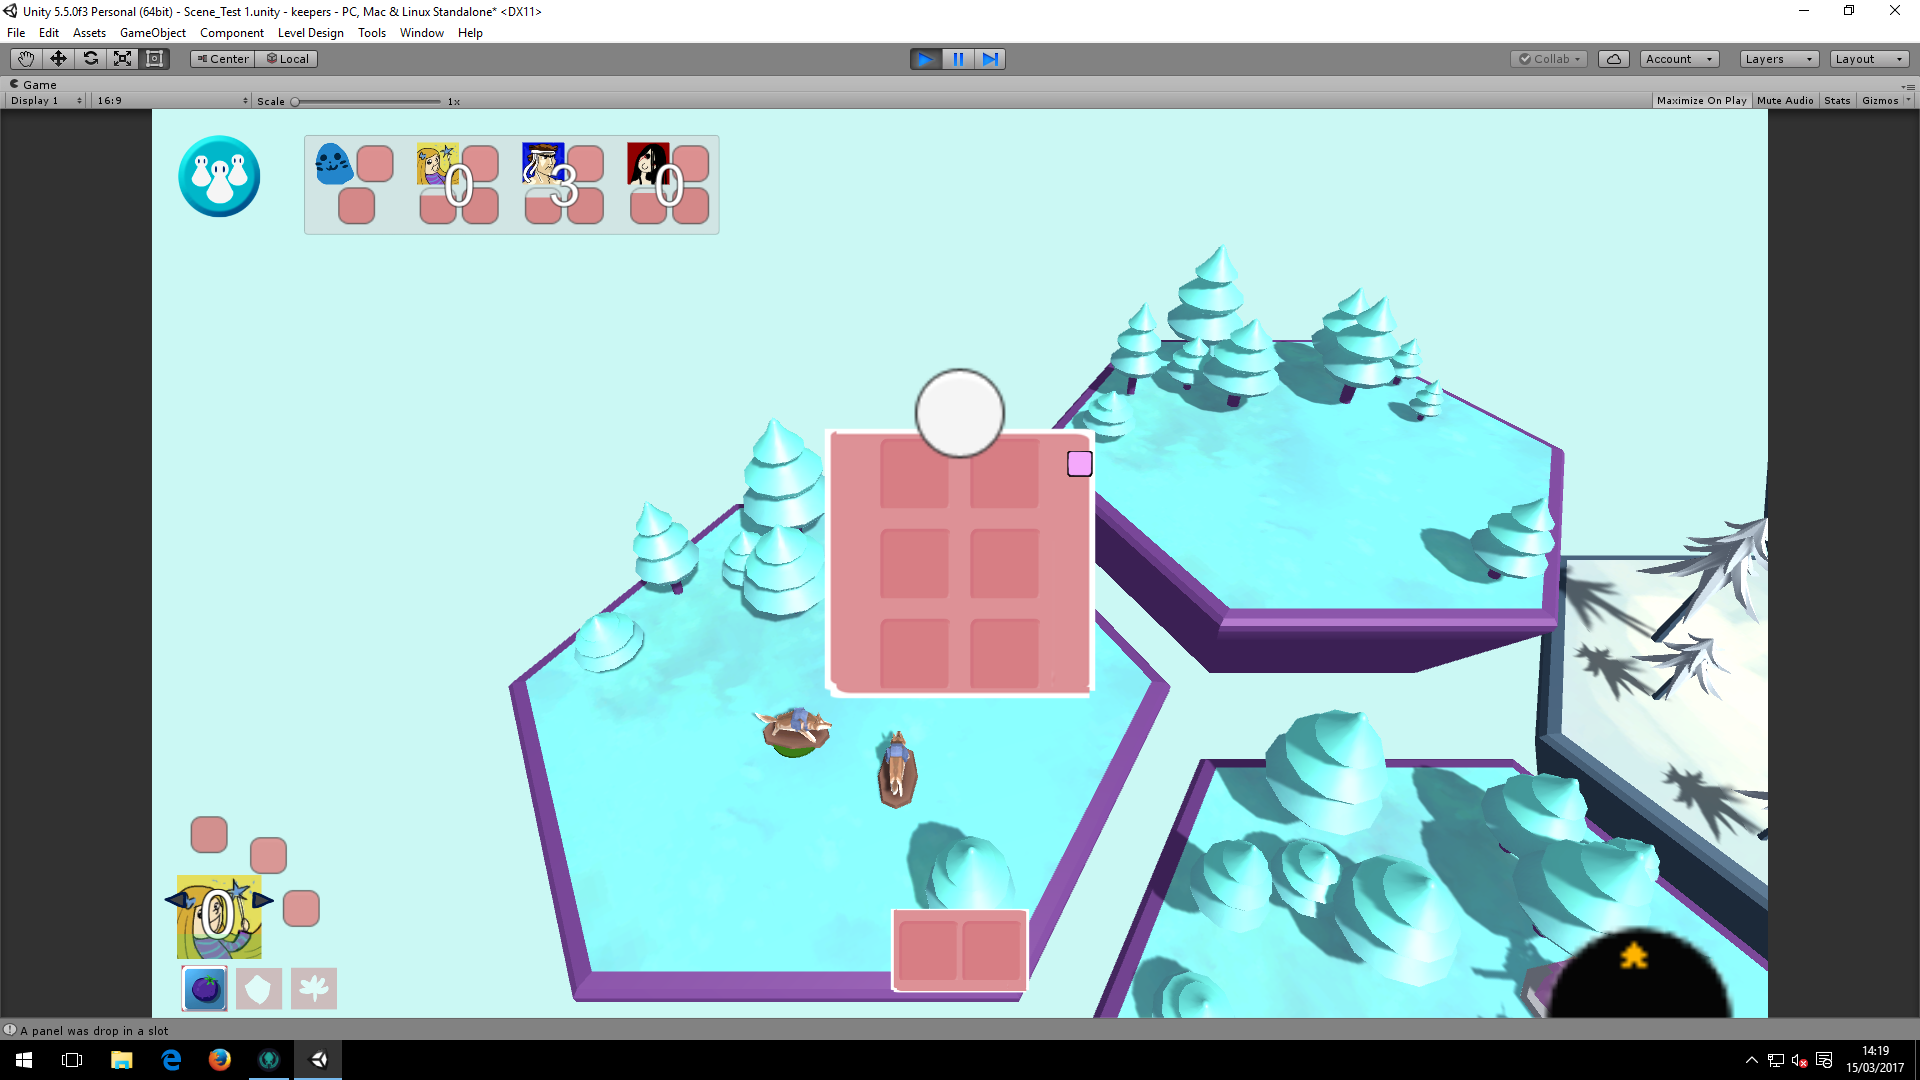 Unity 5.5.0f3 Personal (64bit) - Scene_Test 1.unity - keepers - PC, Mac & Linux Standalone* <DX11>
File Edit Assets GameObject Component Level Design Tools Window Help
Center Local Collab Account Layers Layout
Game
Display 1 16:9 Scale 1x Maximize On Play Mute Audio Stats Gizmos
0 3 0
0
A panel was drop in a slot
14:19
15/03/2017